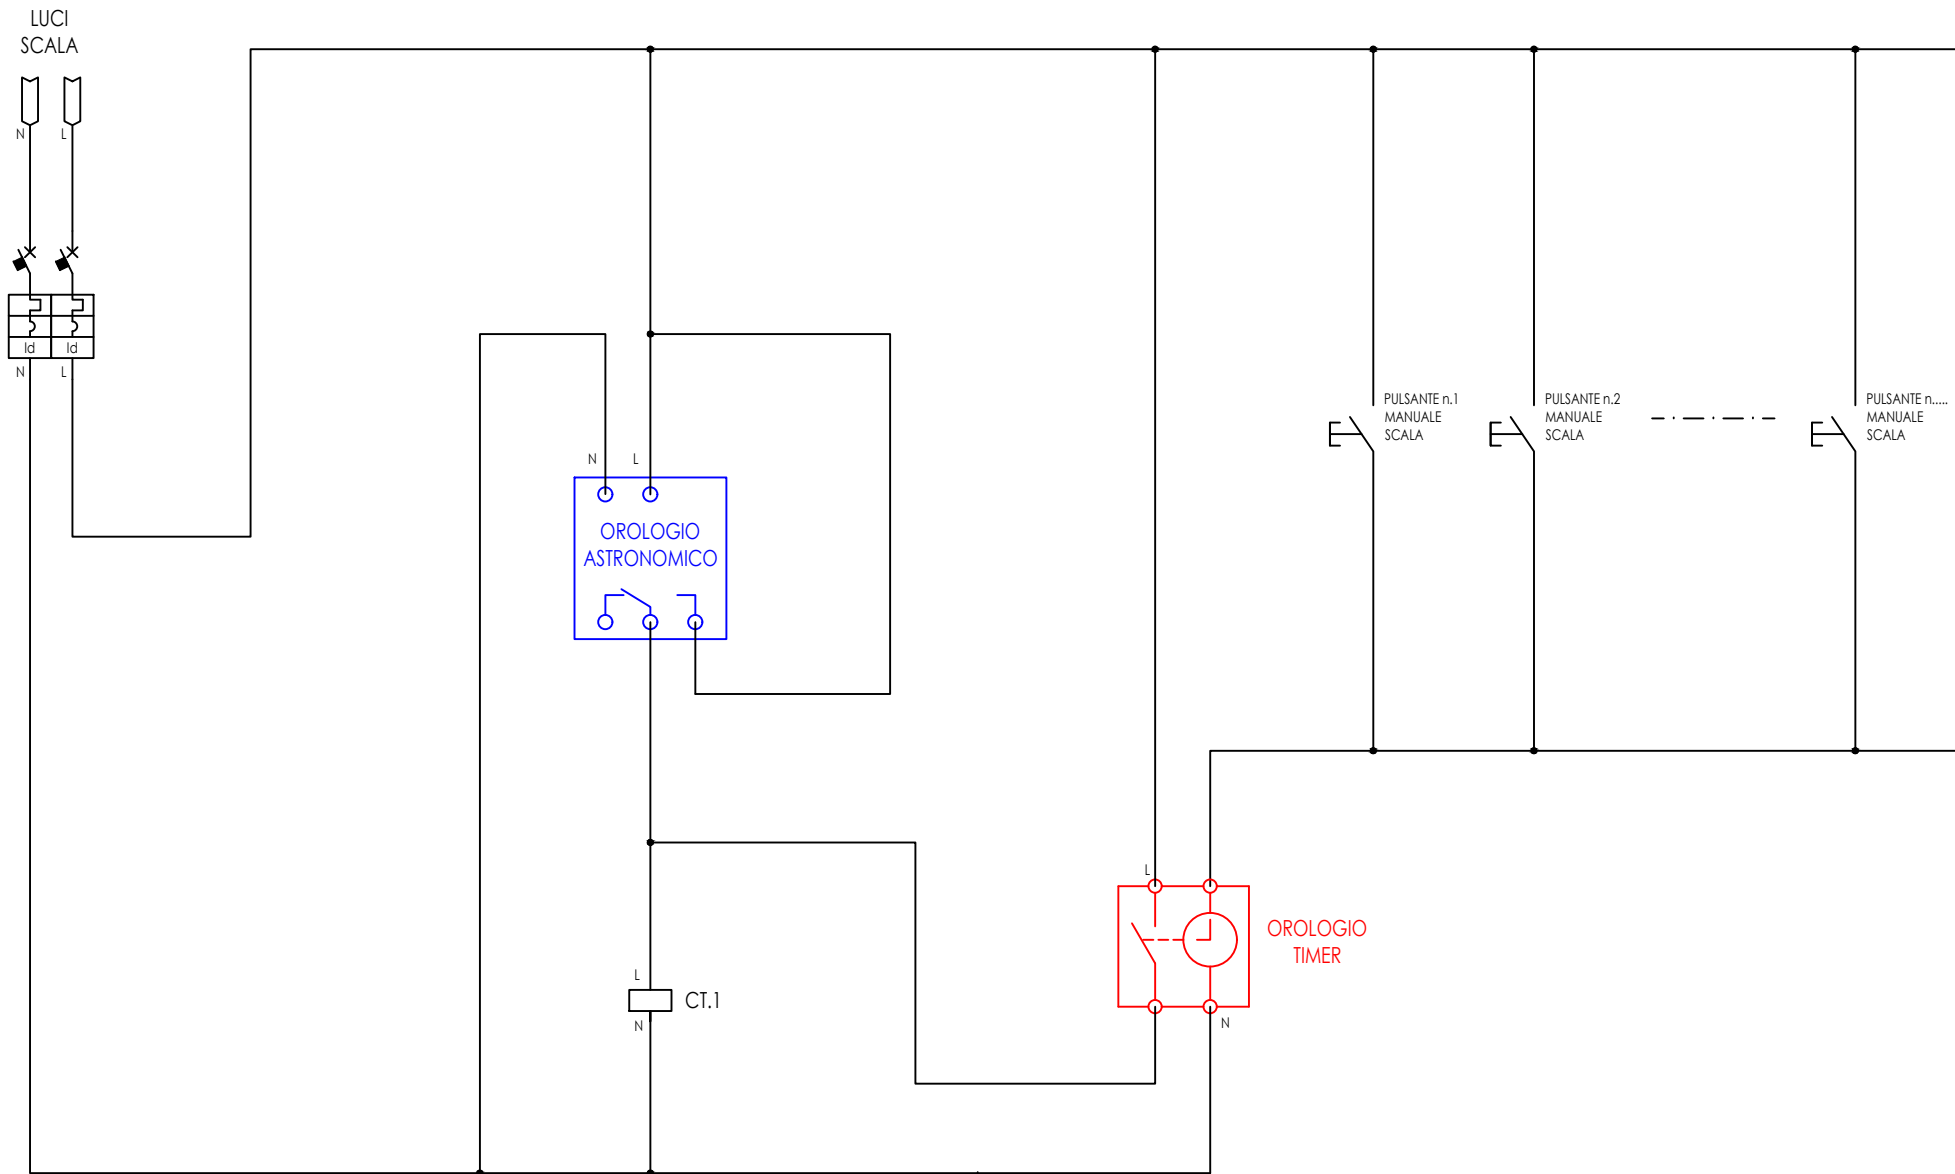 LUCI
SCALA
N L
Id Id
N L
N L
OROLOGIO
ASTRONOMICO
PULSANTE n.1
MANUALE
SCALA
PULSANTE n.2
MANUALE
SCALA
PULSANTE n.....
MANUALE
SCALA
L
OROLOGIO
TIMER
N
L
CT.1
N